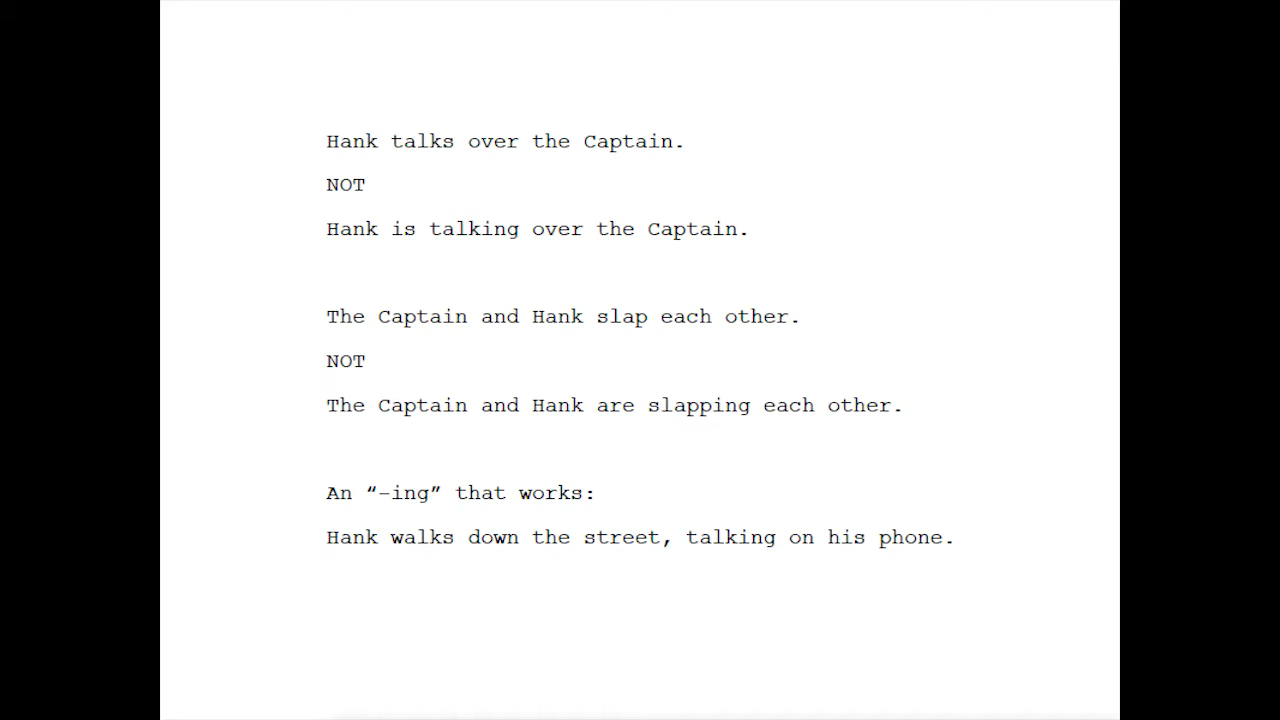 Hank talks over the Captain.
NOT
Hank is talking over the Captain.
The Captain and Hank slap each other.
NOT
The Captain and Hank are slapping each other.
An “-ing” that works:
Hank walks down the street, talking on his phone.